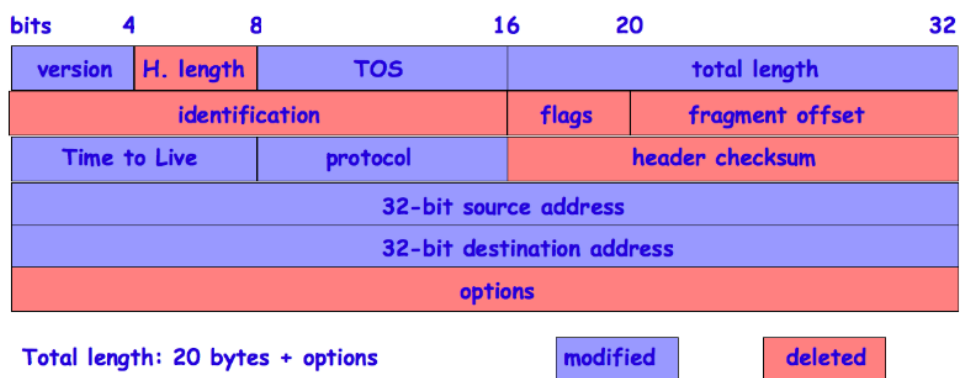 bits 4 8 16 20 32
version H. length TOS total length
identification flags fragment offset
Time to Live protocol header checksum
32-bit source address
32-bit destination address
options
Total length: 20 bytes + options modified deleted